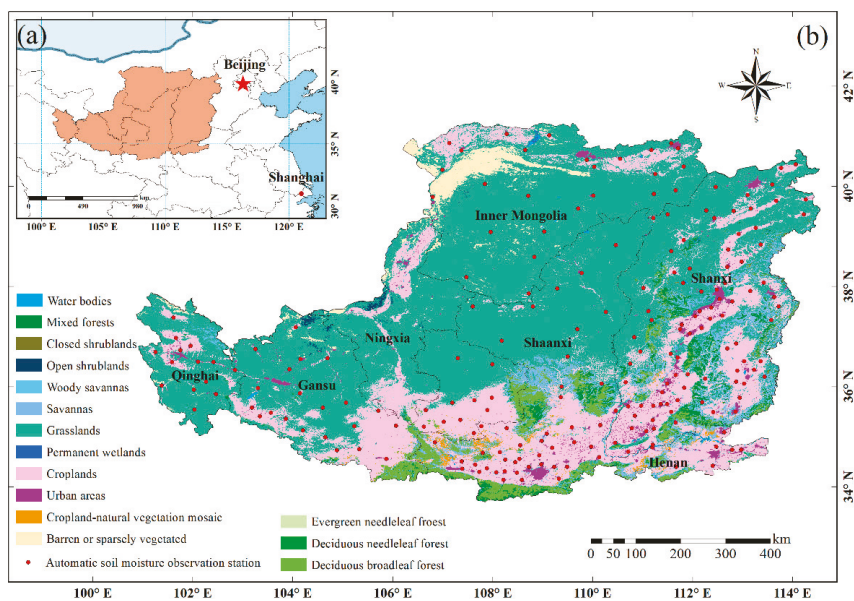 (a)
Beijing
Shanghai
0 490 980
km
100° E 105° E 110° E 115° E 120° E
40° N
35° N
30° N
(b)
N
W E
S
42° N
40° N
38° N
36° N
34° N
Inner Mongolia
Shanxi
Ningxia
Shaanxi
Qinghai
Gansu
Henan
Water bodies
Mixed forests
Closed shrublands
Open shrublands
Woody savannas
Savannas
Grasslands
Permanent wetlands
Croplands
Urban areas
Cropland-natural vegetation mosaic
Barren or sparsely vegetated
Automatic soil moisture observation station
Evergreen needleleaf froest
Deciduous needleleaf forest
Deciduous broadleaf forest
km
0 50 100 200 300 400
100° E 102° E 104° E 106° E 108° E 110° E 112° E 114° E